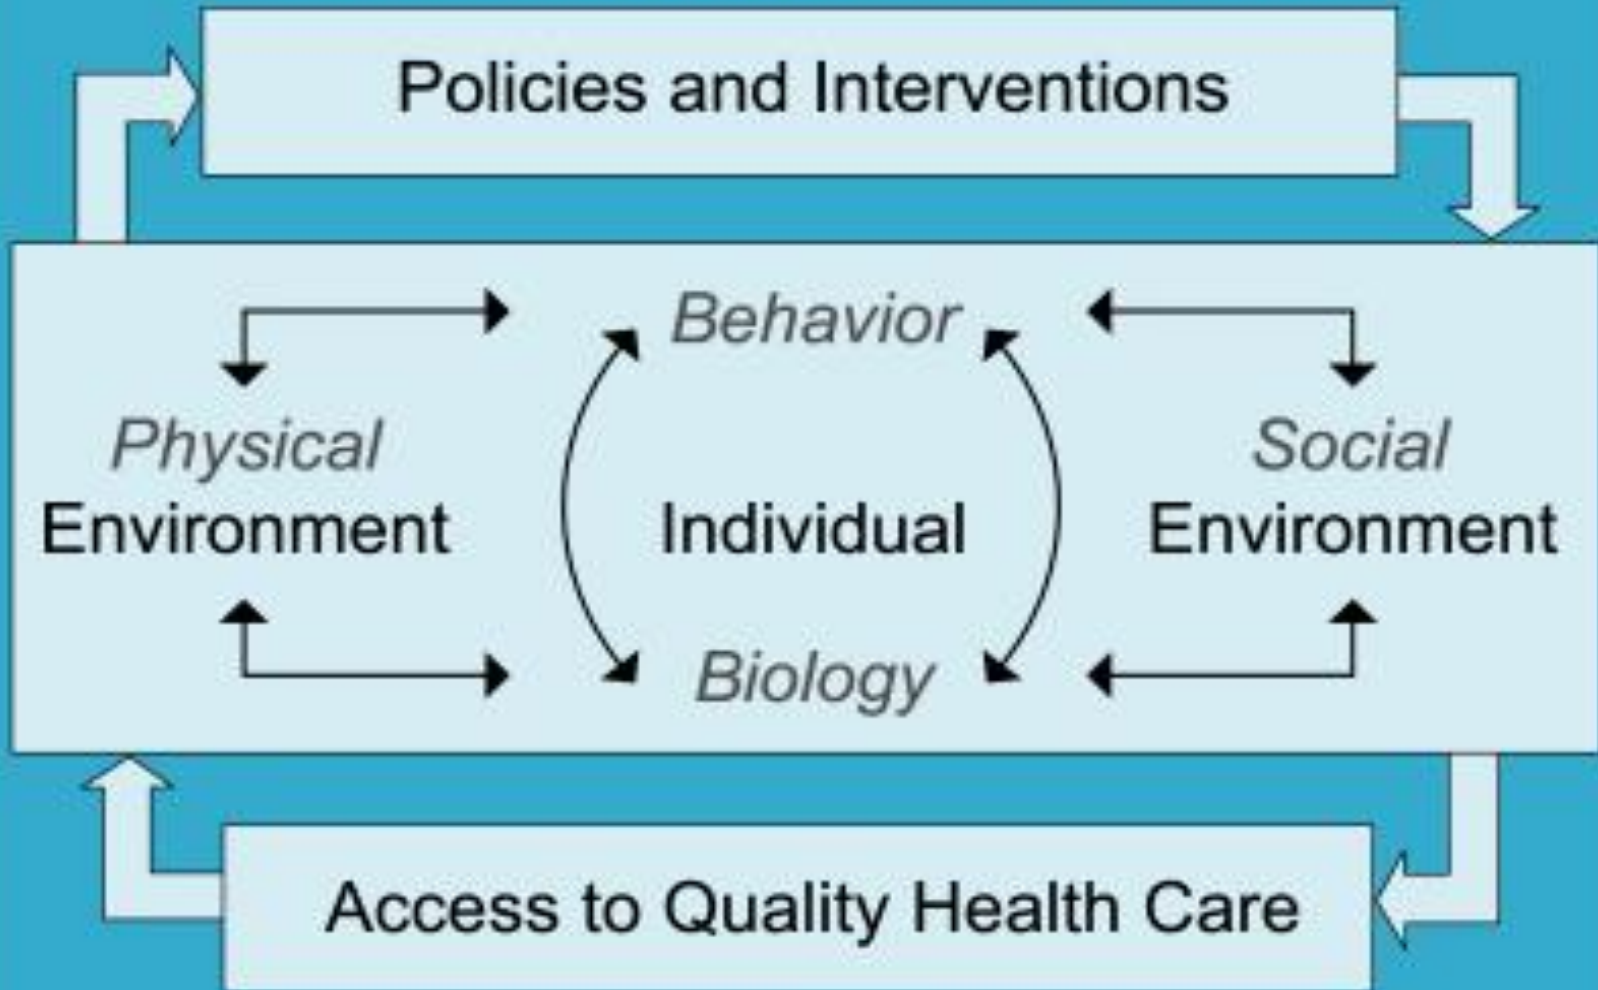 Policies and Interventions
Behavior
Physical
Environment
Individual
Social
Environment
Biology
Access to Quality Health Care